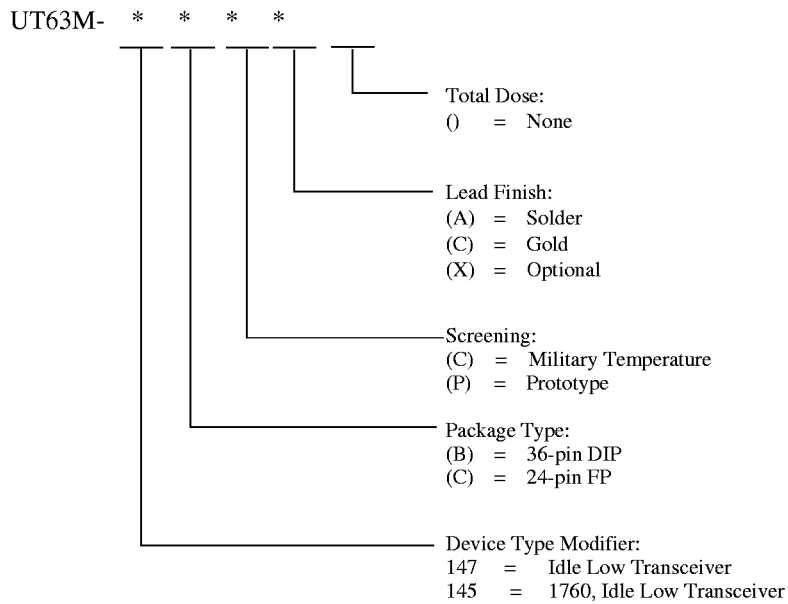 UT63M- * * * *
Total Dose:
() = None
Lead Finish:
(A) = Solder
(C) = Gold
(X) = Optional
Screening:
(C) = Military Temperature
(P) = Prototype
Package Type:
(B) = 36-pin DIP
(C) = 24-pin FP
Device Type Modifier:
147 = Idle Low Transceiver
145 = 1760, Idle Low Transceiver